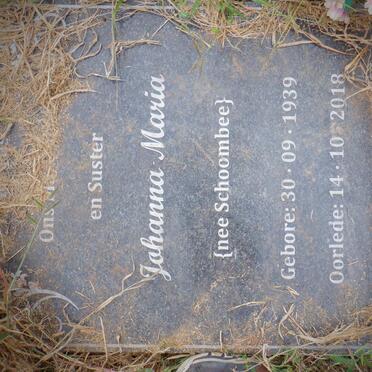 en Suster
Johanna Maria
{nee Schoombee}
Gebore: 30 · 09 · 1939
Oorlede: 14 · 10 · 2018